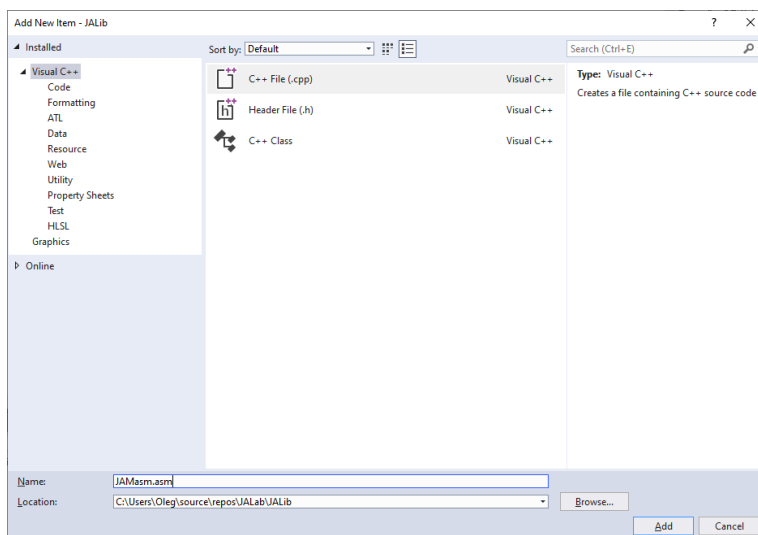 Add New Item - JALib
? X
Installed
Sort by: Default
Search (Ctrl+E)
Visual C++
Code
Formatting
ATL
Data
Resource
Web
Utility
Property Sheets
Test
HLSL
Graphics
Online
C++ File (.cpp) Visual C++
Header File (.h) Visual C++
C++ Class Visual C++
Type: Visual C++
Creates a file containing C++ source code
Name: JAMasm.asm
Location: C:\Users\Oleg\source\repos\JALab\JALib
Browse...
Add Cancel